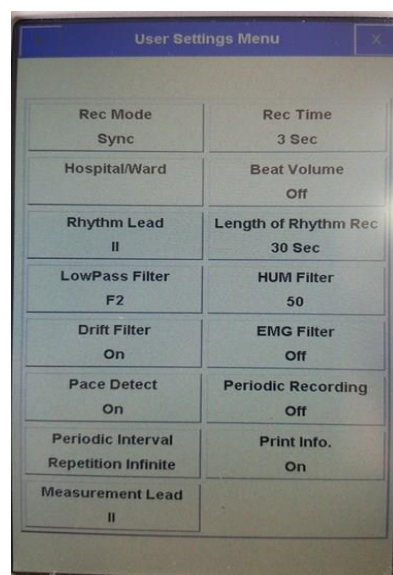 User Settings Menu X
Rec Mode
Sync
Rec Time
3 Sec
Hospital/Ward
Beat Volume
Off
Rhythm Lead
II
Length of Rhythm Rec
30 Sec
LowPass Filter
F2
HUM Filter
50
Drift Filter
On
EMG Filter
Off
Pace Detect
On
Periodic Recording
Off
Periodic Interval
Repetition Infinite
Print Info.
On
Measurement Lead
II